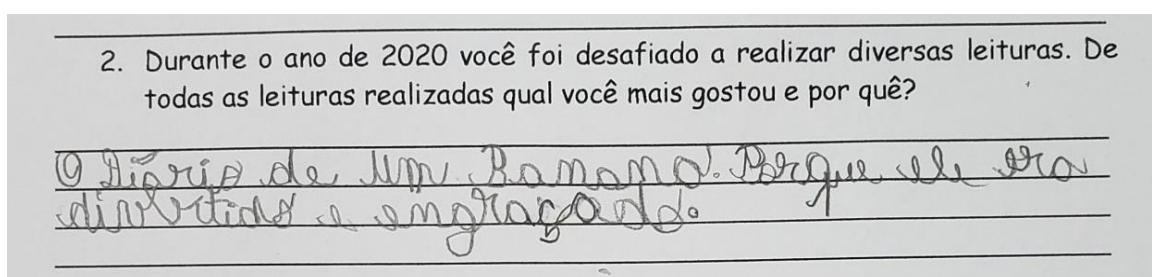 2. Durante o ano de 2020 você foi desafiado a realizar diversas leituras. De
todas as leituras realizadas qual você mais gostou e por quê?
O Diário de Um Banana. Porque ele era
divertido e engraçado.